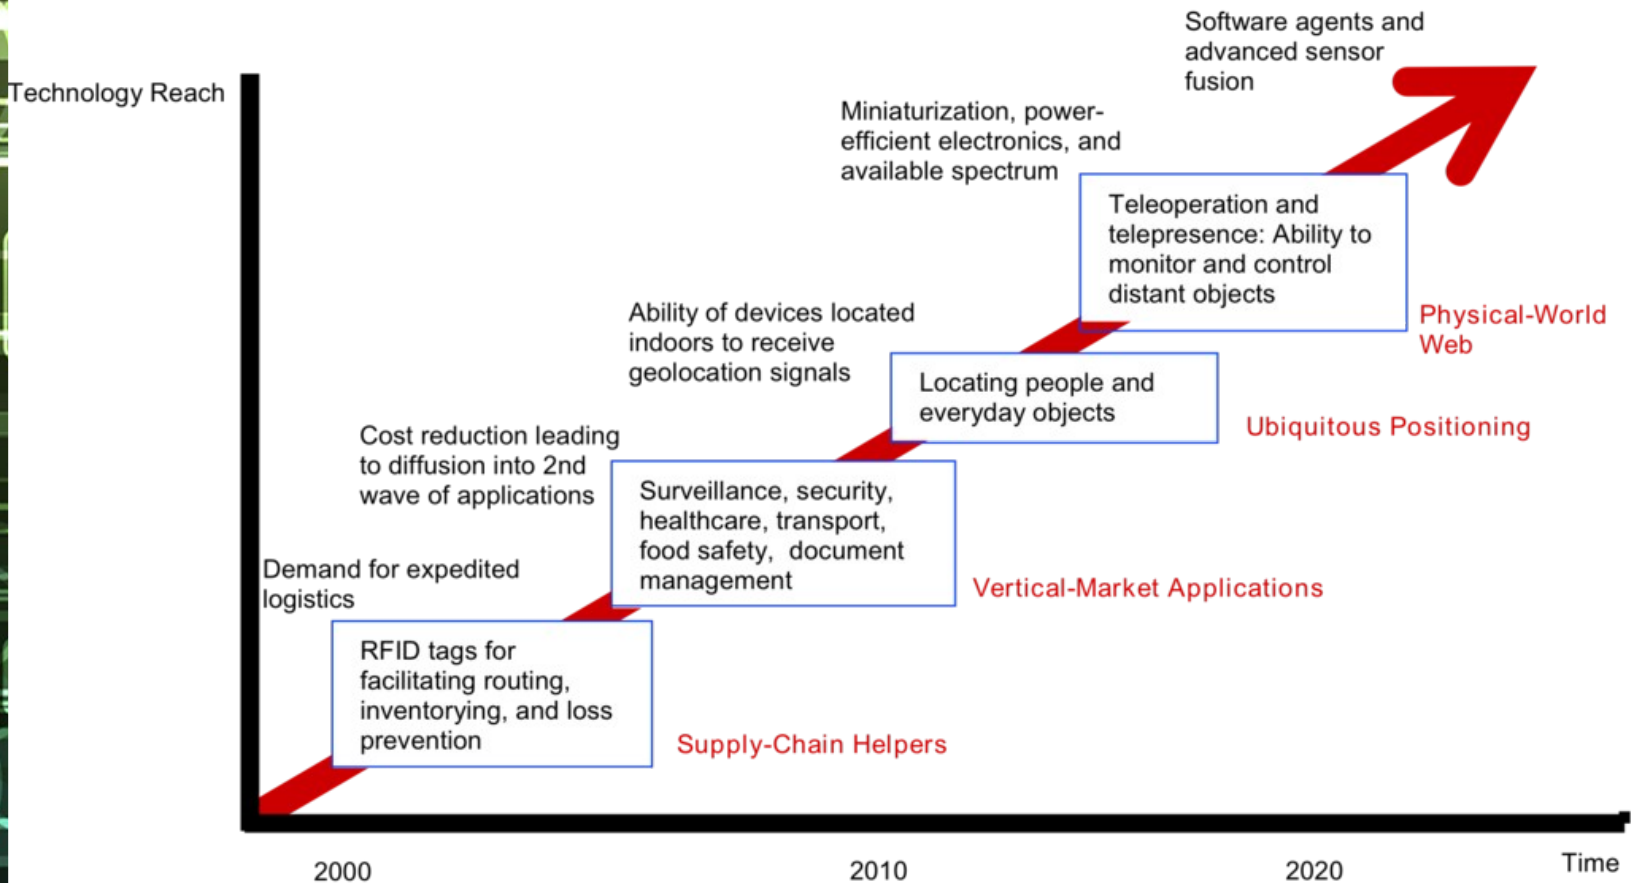 Technology Reach
Software agents and
advanced sensor
fusion
Miniaturization, power-
efficient electronics, and
available spectrum
Teleoperation and
telepresence: Ability to
monitor and control
distant objects
Physical-World
Web
Ability of devices located
indoors to receive
geolocation signals
Locating people and
everyday objects
Ubiquitous Positioning
Cost reduction leading
to diffusion into 2nd
wave of applications
Surveillance, security,
healthcare, transport,
food safety,  document
management
Vertical-Market Applications
Demand for expedited
logistics
RFID tags for
facilitating routing,
inventorying, and loss
prevention
Supply-Chain Helpers
2000
2010
2020
Time